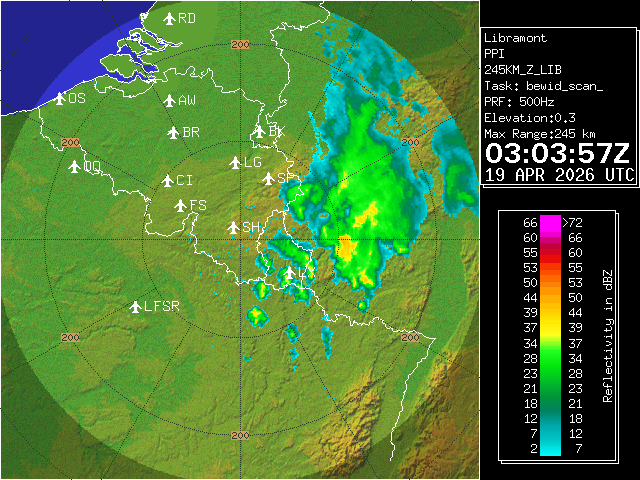 RD
200
OS
AW
BR
BK
200
200
QQ
LG
CI
SP
FS
SH
LX
LFSR
200
200
200
Libramont
PPI
245KM_Z_LIB
Task: bewid_scan_
PRF: 500Hz
Elevation:0.3
Max Range:245 km
03:03:57Z
19 APR 2026 UTC
66 >72
60 66
55 60
53 55
50 53
44 50
39 44
37 39
34 37
28 34
23 28
21 23
18 21
12 18
7 12
2 7
Reflectivity in dBZ